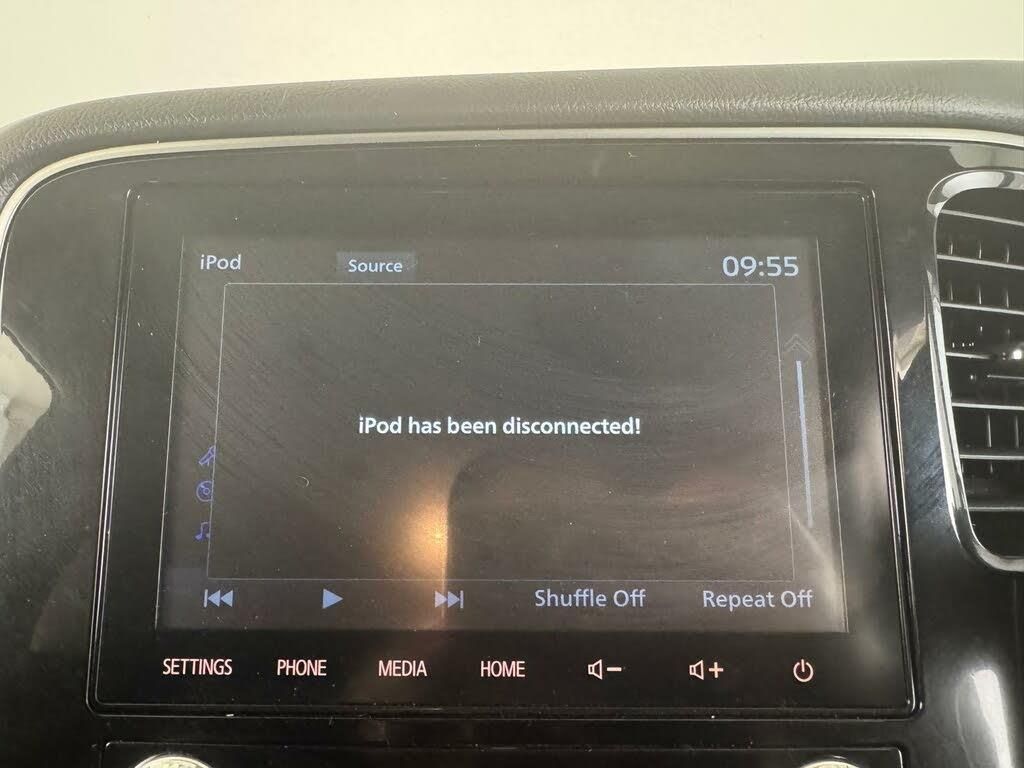 iPod Source 09:55
iPod has been disconnected!
Shuffle Off Repeat Off
SETTINGS PHONE MEDIA HOME